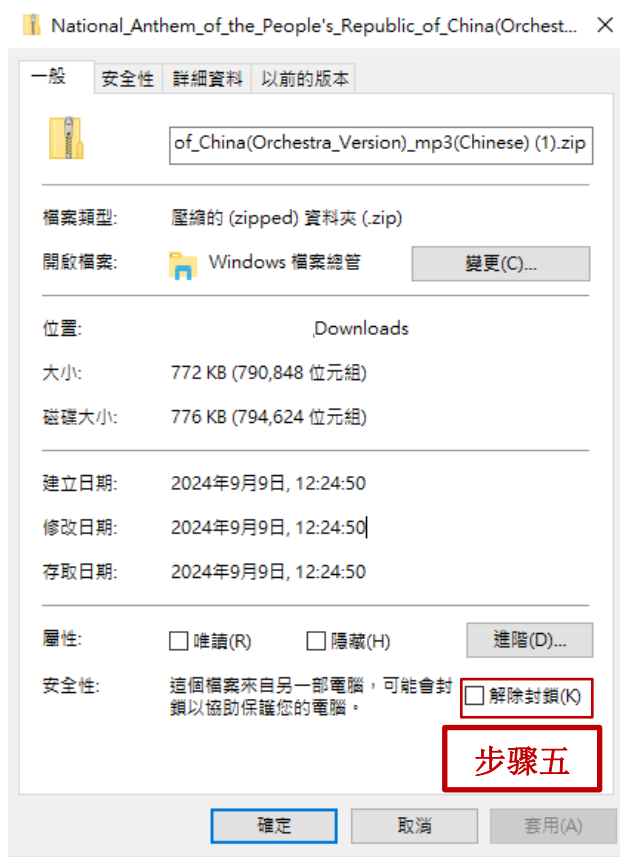 National_Anthem_of_the_People's_Republic_of_China(Orchest...
一般 安全性 詳細資料 以前的版本
of_China(Orchestra_Version)_mp3(Chinese) (1).zip
檔案類型: 壓縮的 (zipped) 資料夾 (.zip)
開啟檔案: Windows 檔案總管 變更(C)...
位置: Downloads
大小: 772 KB (790,848 位元組)
磁碟大小: 776 KB (794,624 位元組)
建立日期: 2024年9月9日, 12:24:50
修改日期: 2024年9月9日, 12:24:50
存取日期: 2024年9月9日, 12:24:50
屬性: 唯讀(R) 隱藏(H) 進階(D)...
安全性: 這個檔案來自另一部電腦，可能會封
鎖以協助保護您的電腦。 解除封鎖(K)
步骤五
確定 取消 套用(A)